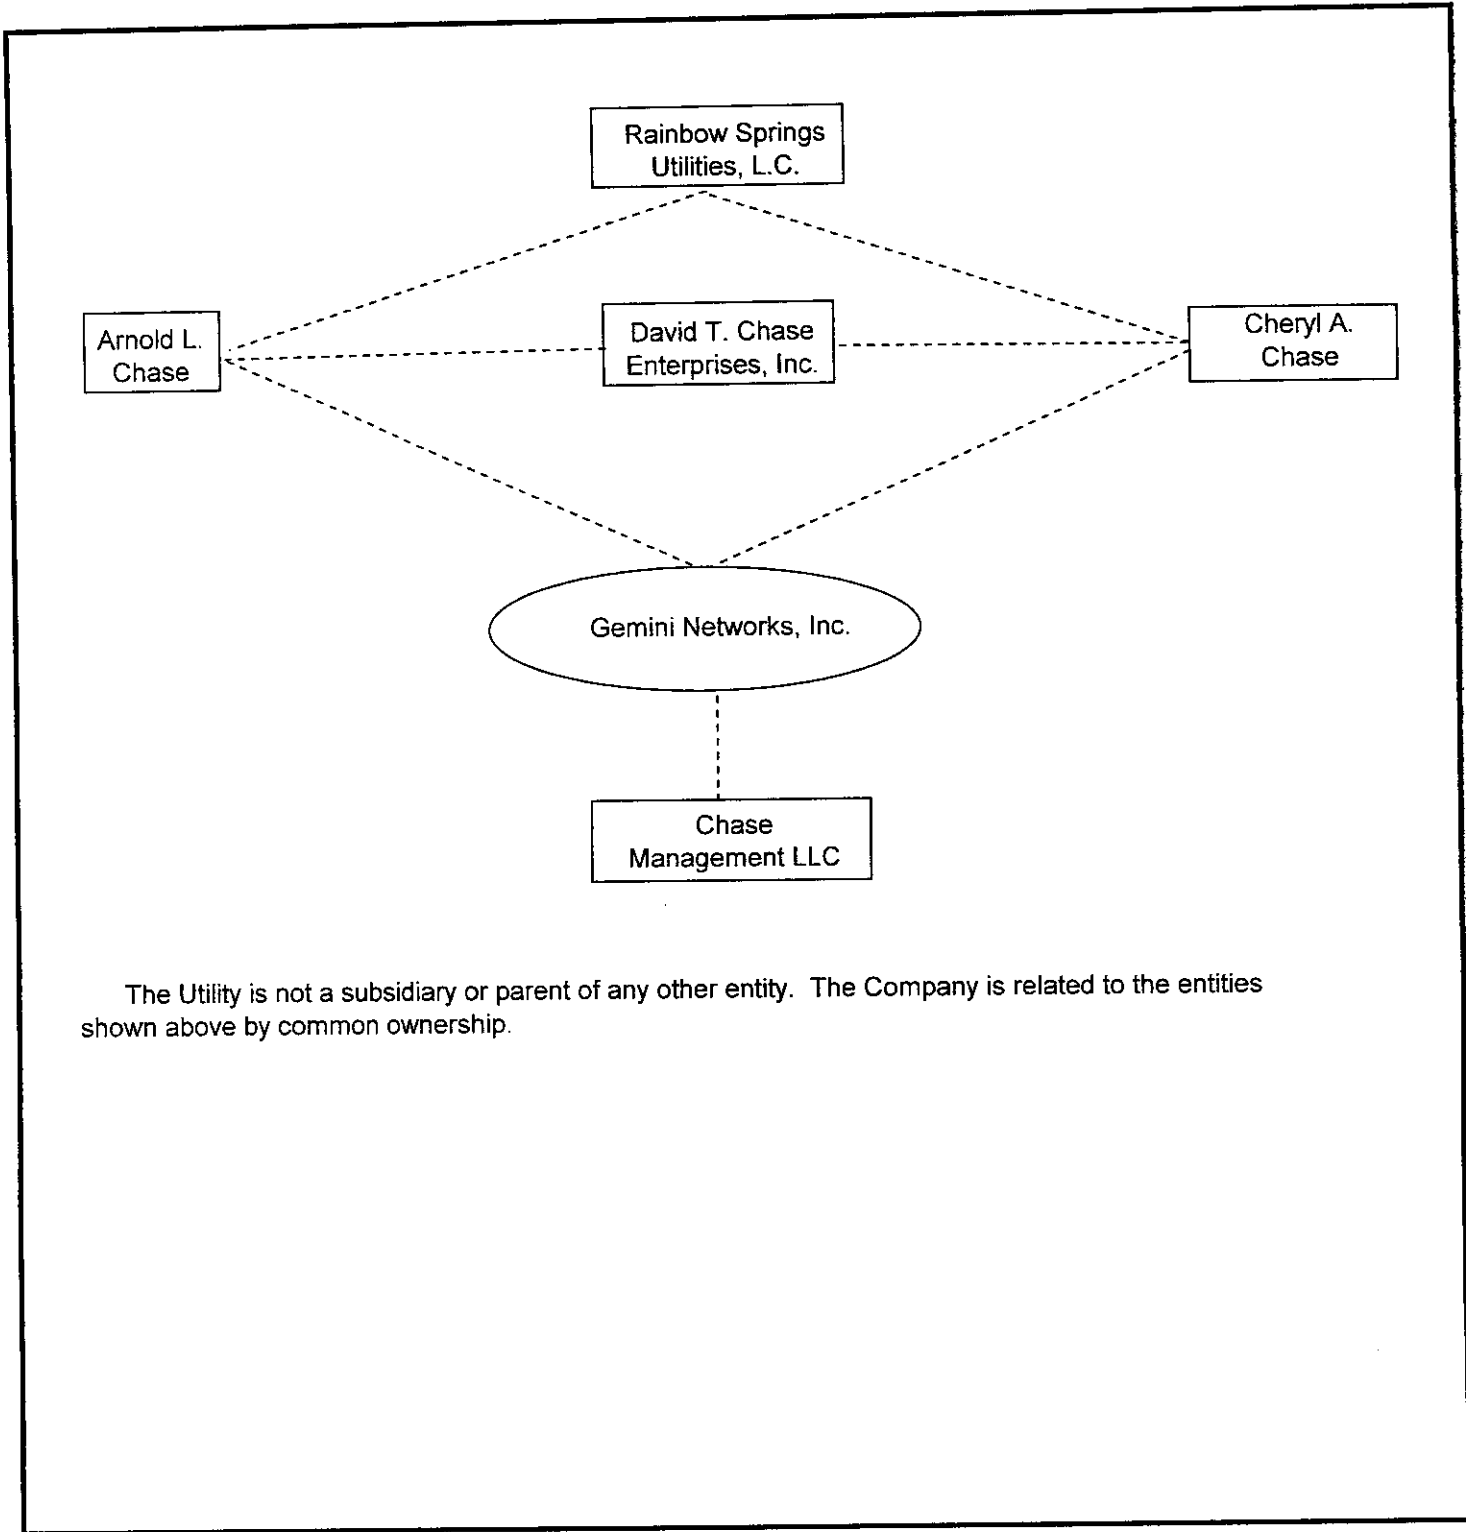 Rainbow Springs
Utilities, L.C.
Arnold L.
Chase
David T. Chase
Enterprises, Inc.
Cheryl A.
Chase
Gemini Networks, Inc.
Chase
Management LLC
The Utility is not a subsidiary or parent of any other entity.  The Company is related to the entities
shown above by common ownership.